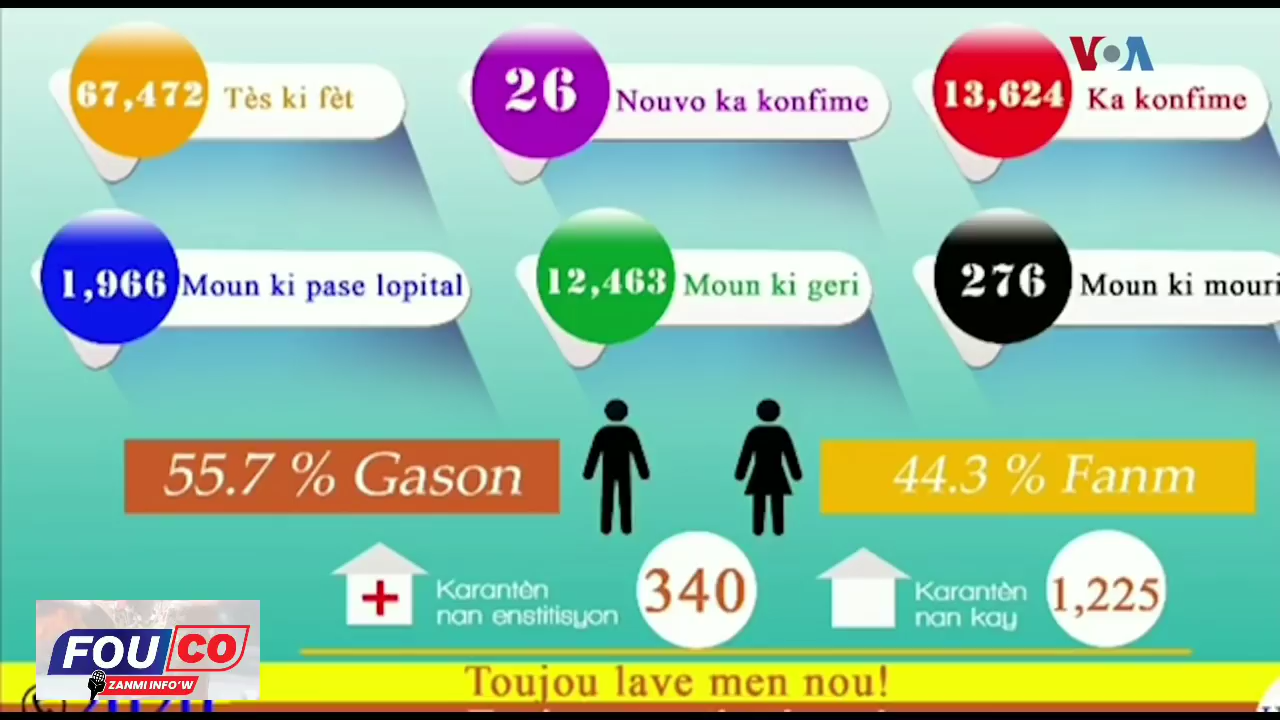 VOA
67,472 Tès ki fèt
26 Nouvo ka konfime
13,624 Ka konfime
1,966 Moun ki pase lopital
12,463 Moun ki geri
276 Moun ki mouri
55.7 % Gason
44.3 % Fanm
Karantèn
nan enstitisyon
340
Karantèn
nan kay
1,225
FOUCO
ZANMI INFO'W
Toujou lave men nou!